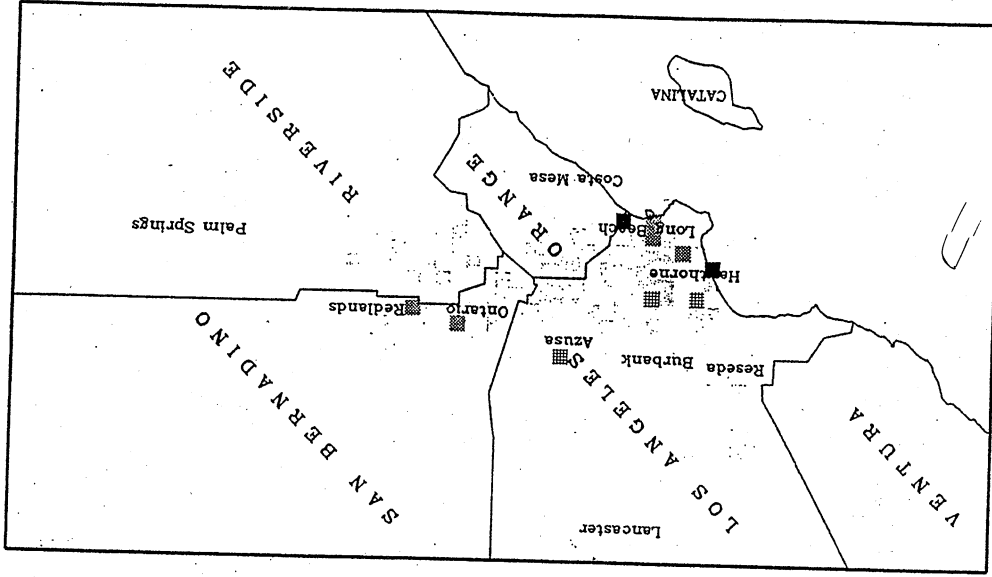 Lancaster
VENTURA
LOS ANGELES
SAN BERNADINO
Reseda
Burbank
Azusa
Ontario
Redlands
Hawthorne
Long Beach
ORANGE
Palm Springs
Costa Mesa
RIVERSIDE
CATALINA